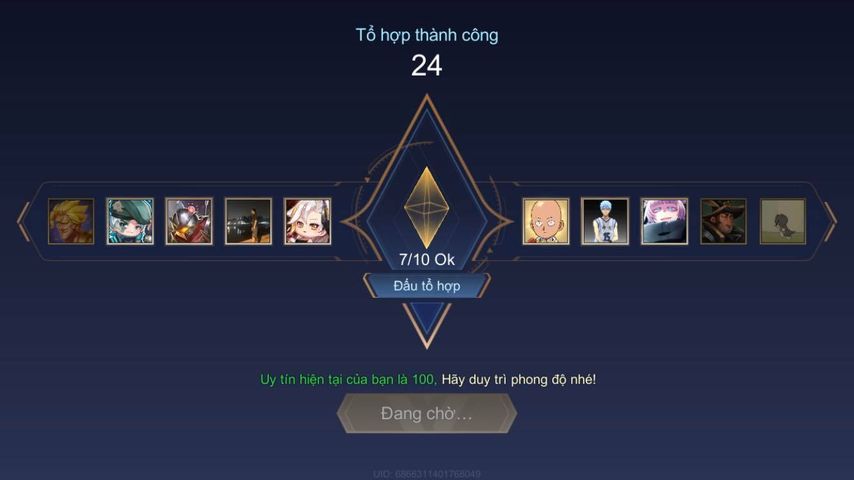 Tổ hợp thành công
24
7/10 Ok
Đấu tổ hợp
Uy tín hiện tại của bạn là 100, Hãy duy trì phong độ nhé!
Đang chờ...
UID: 6866311401768049